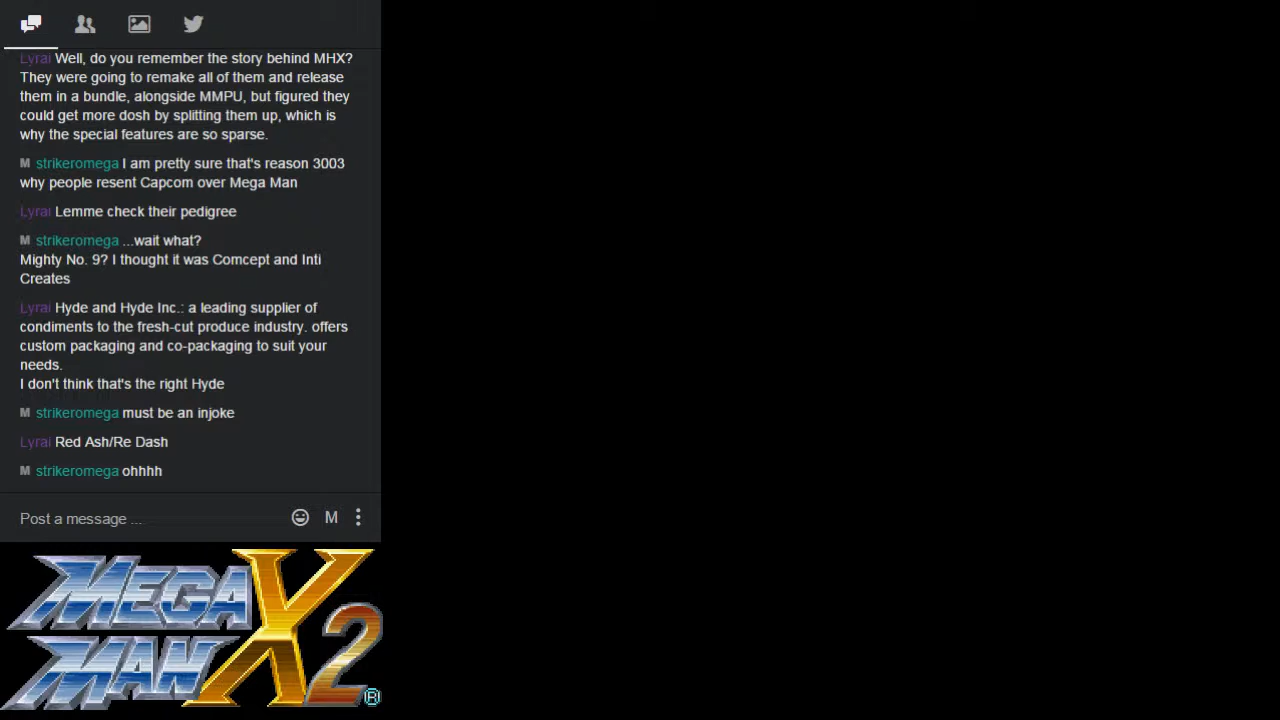 Lyrai Well, do you remember the story behind MHX?
They were going to remake all of them and release
them in a bundle, alongside MMPU, but figured they
could get more dosh by splitting them up, which is
why the special features are so sparse.
M strikeromega I am pretty sure that's reason 3003
why people resent Capcom over Mega Man
Lyrai Lemme check their pedigree
M strikeromega ...wait what?
Mighty No. 9? I thought it was Comcept and Inti
Creates
Lyrai Hyde and Hyde Inc.: a leading supplier of
condiments to the fresh-cut produce industry. offers
custom packaging and co-packaging to suit your
needs.
I don't think that's the right Hyde
M strikeromega must be an injoke
Lyrai Red Ash/Re Dash
M strikeromega ohhhh
Post a message ... M
MEGA
MAN X2 ®